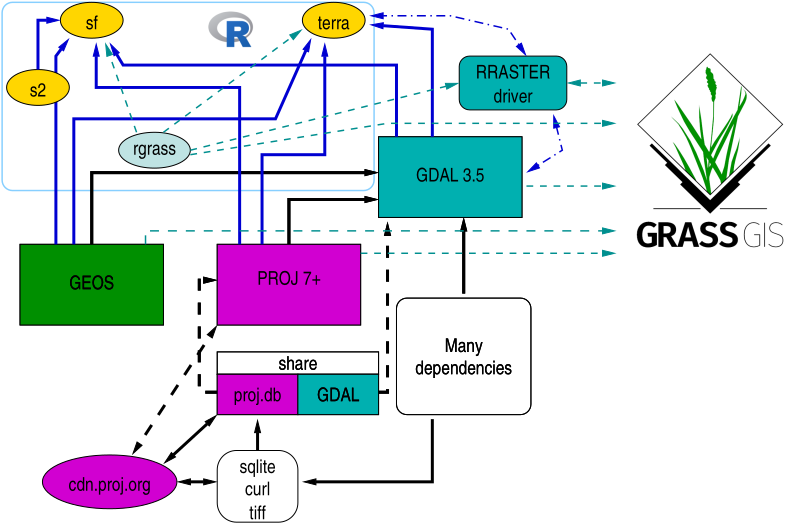 sf
terra
R
s2
RRASTER
driver
rgrass
GDAL 3.5
GRASS GIS
GEOS
PROJ 7+
share
proj.db
GDAL
Many
dependencies
cdn.proj.org
sqlite
curl
tiff